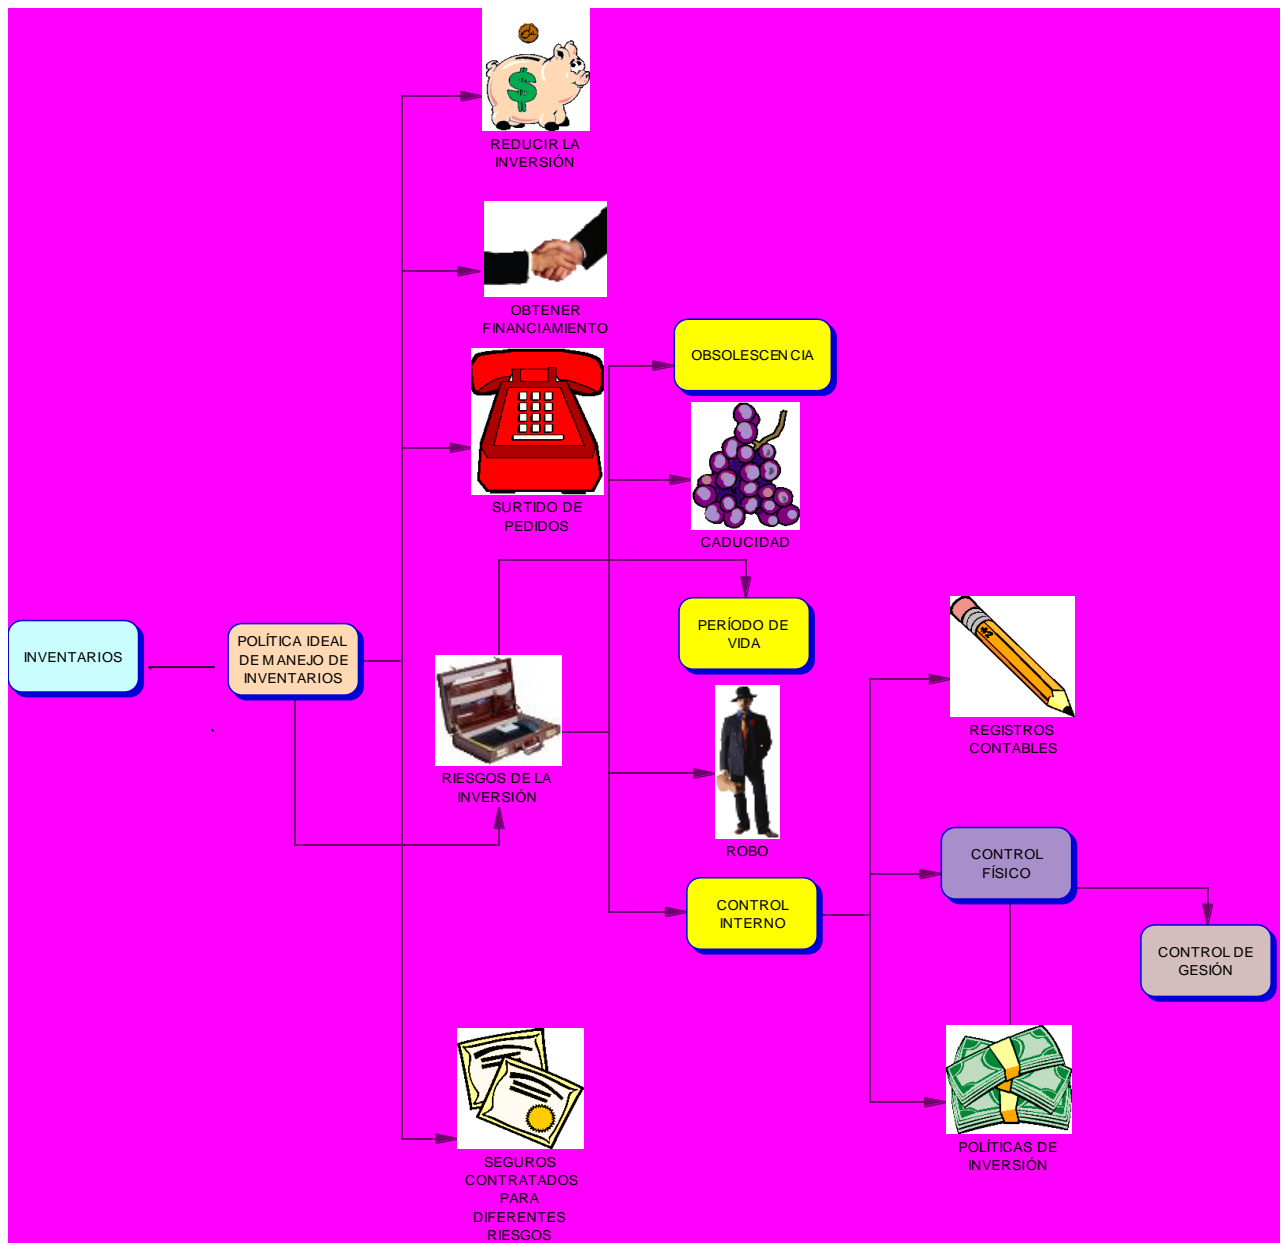 REDUCIR LA
INVERSIÓN
OBTENER
FINANCIAMIENTO
OBSOLESCENCIA
SURTIDO DE
PEDIDOS
CADUCIDAD
INVENTARIOS
POLÍTICA IDEAL
DE MANEJO DE
INVENTARIOS
PERÍODO DE
VIDA
RIESGOS DE LA
INVERSIÓN
REGISTROS
CONTABLES
ROBO
CONTROL
FÍSICO
CONTROL
INTERNO
CONTROL DE
GESIÓN
POLÍTICAS DE
INVERSIÓN
SEGUROS
CONTRATADOS
PARA
DIFERENTES
RIESGOS